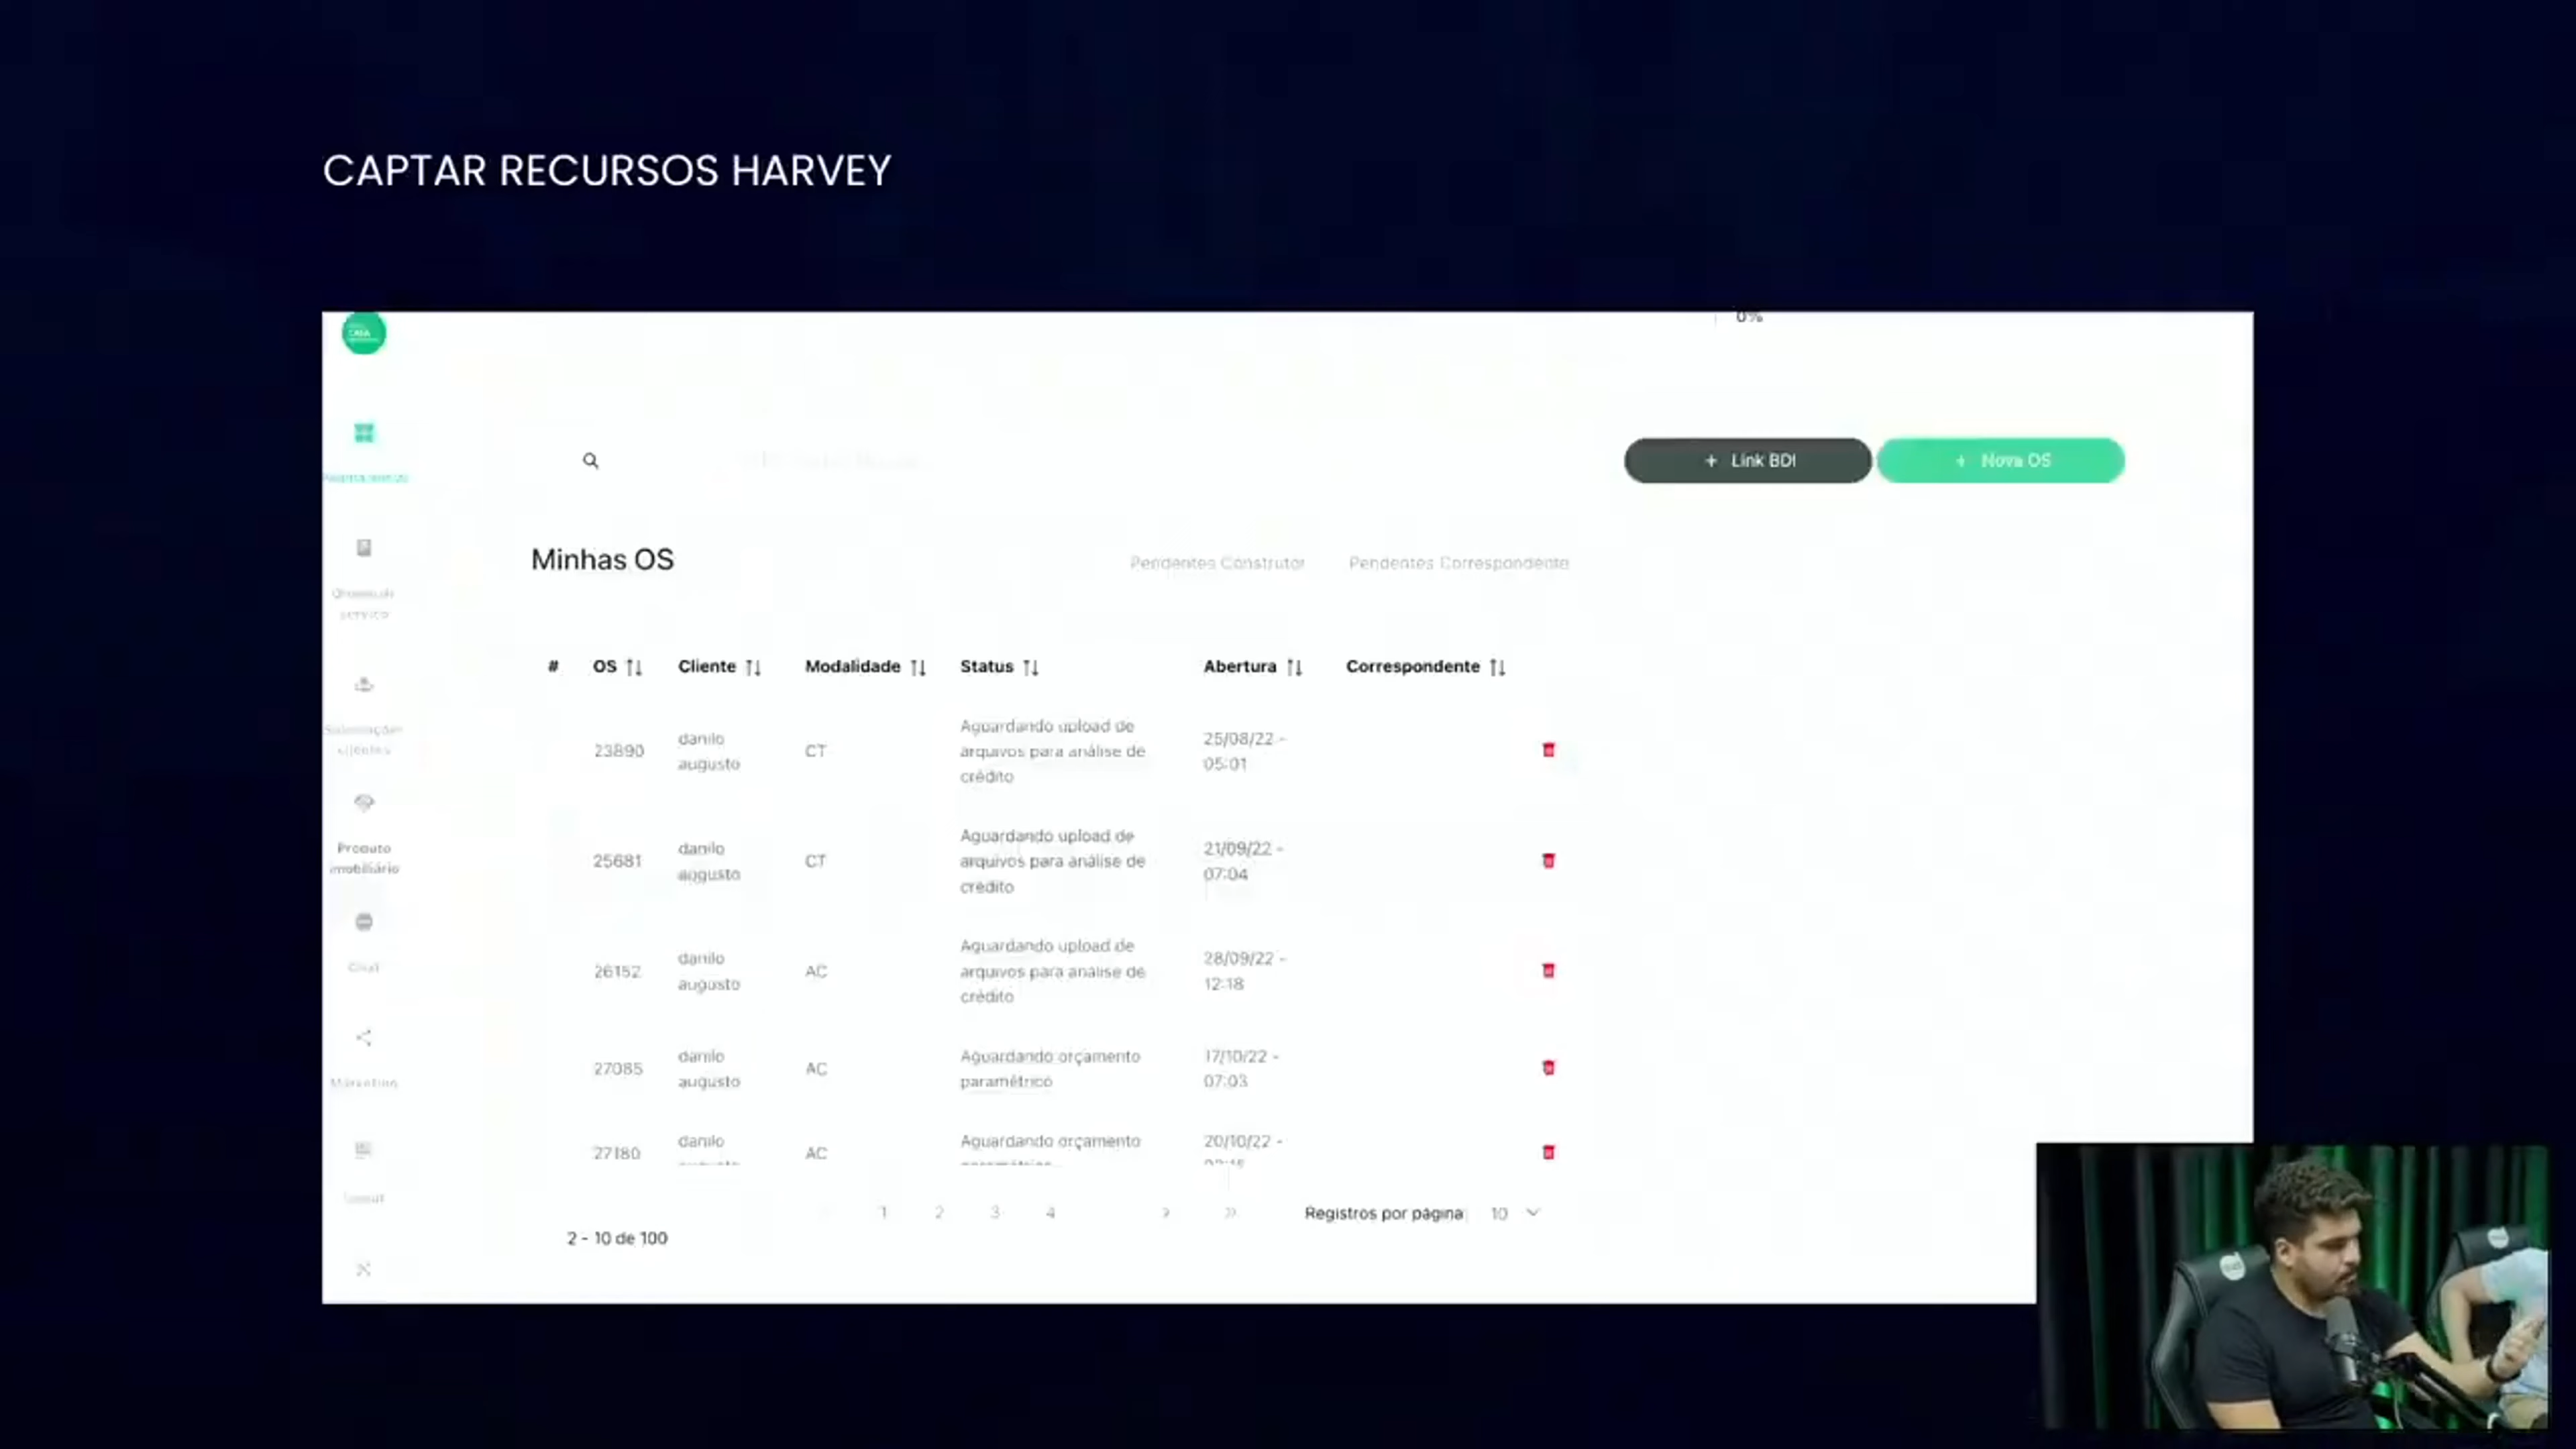 CAPTAR RECURSOS HARVEY
0%
+ Link BDI
+ Nova OS
Minhas OS
Pendentes Construtor
Pendentes Correspondente
# OS Cliente Modalidade Status Abertura Correspondente
23890 danilo augusto CT Aguardando upload de arquivos para análise de crédito 25/08/22 - 05:01
25681 danilo augusto CT Aguardando upload de arquivos para análise de crédito 21/09/22 - 07:04
26152 danilo augusto AC Aguardando upload de arquivos para análise de crédito 28/09/22 - 12:18
27085 danilo augusto AC Aguardando orçamento paramétrico 17/10/22 - 07:03
27180 danilo AC Aguardando orçamento 20/10/22 -
1 2 3 4 > »
Registros por página 10
2 - 10 de 100
Produto
imobiliário
Chat
Marketing